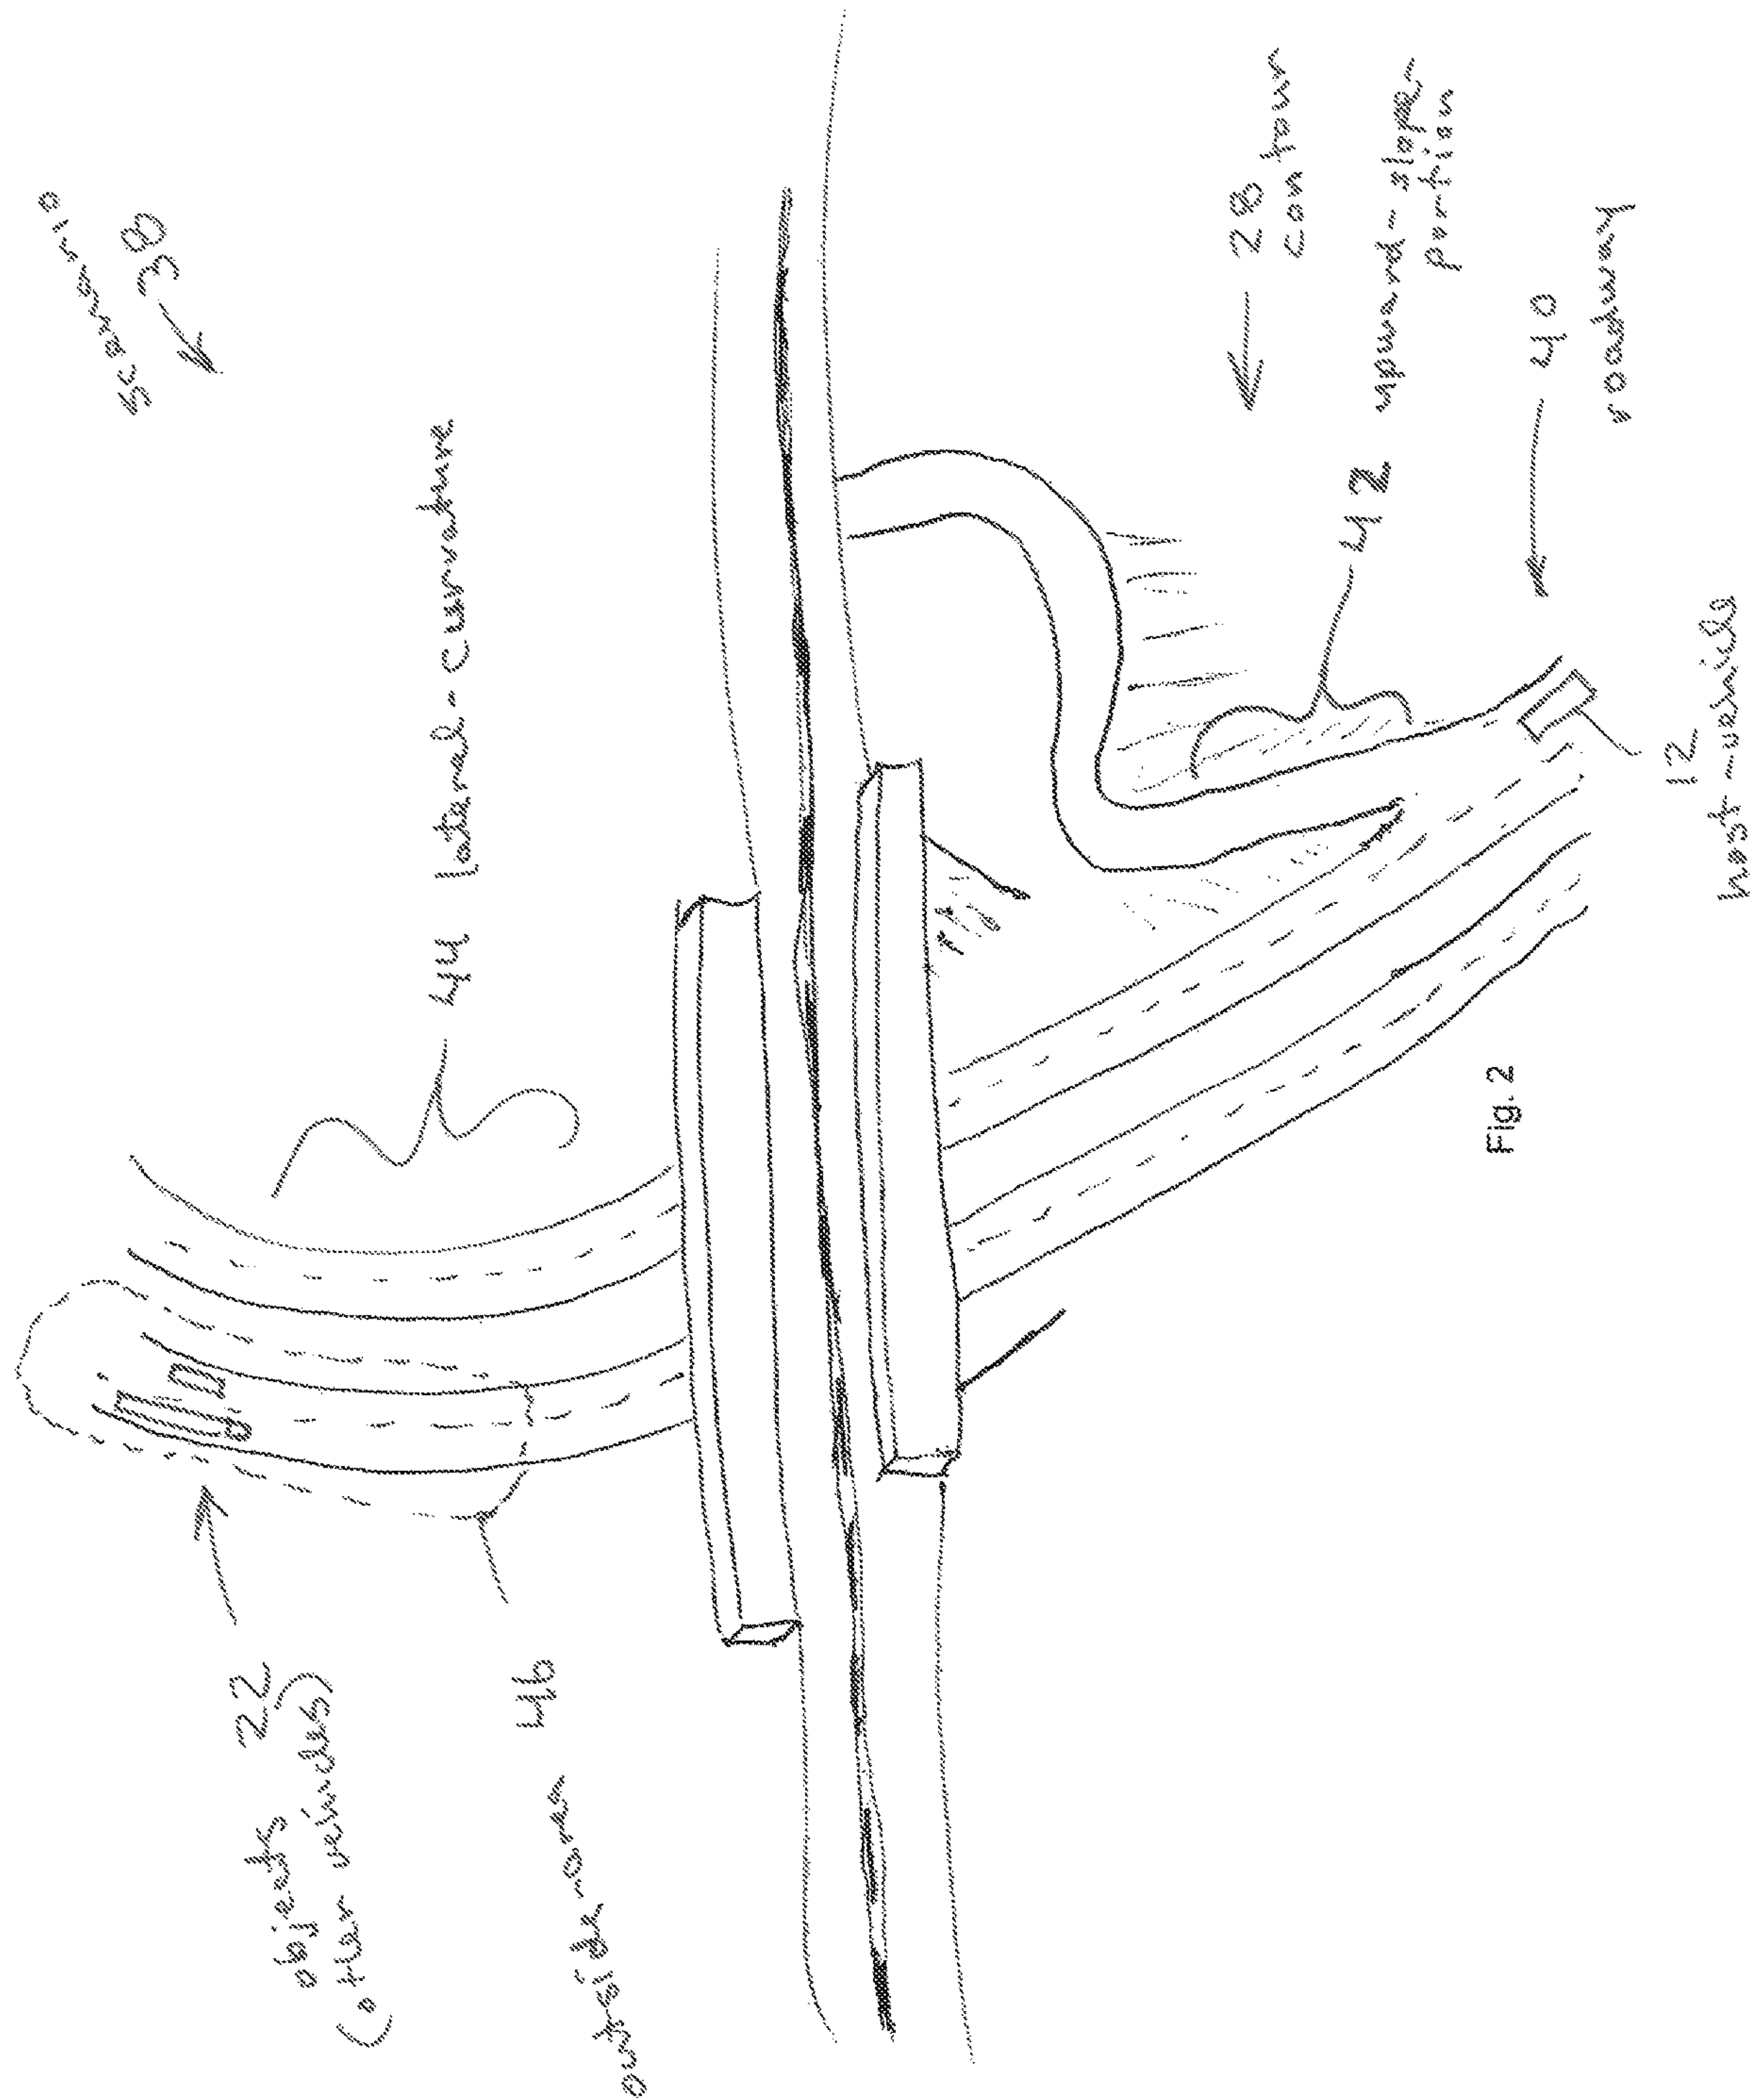 scenario
38
44 lateral-curvature
28
contour
42 upward-slope-
portion
40
roadway
12
host-vehicle
22
objects
(other vehicles)
46
outside-area
Fig. 2